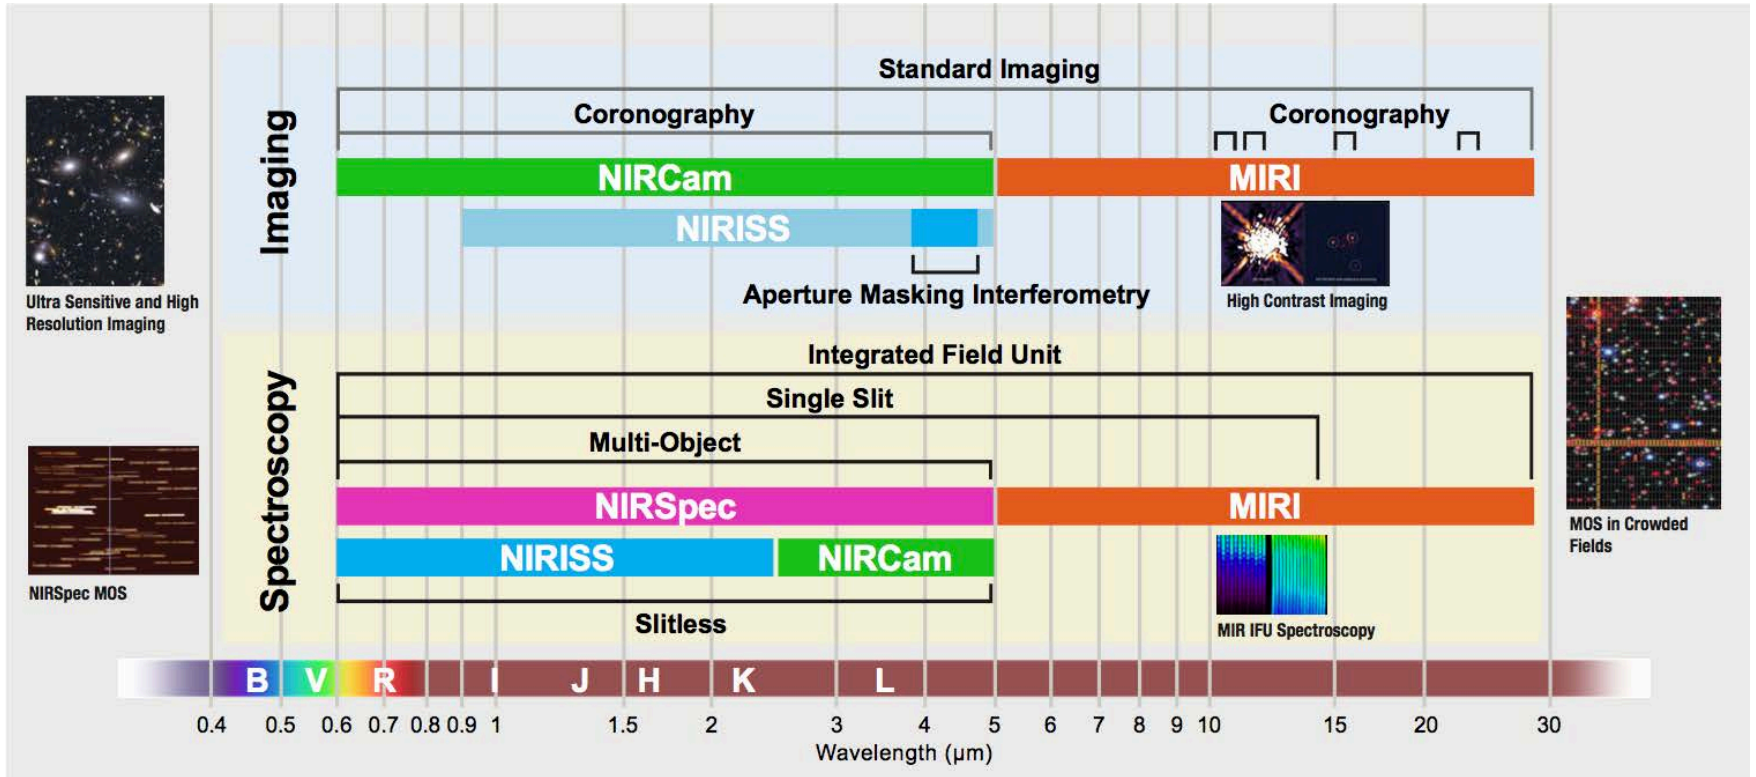 Standard Imaging
Coronography
Coronography
Imaging
NIRCam
MIRI
NIRISS
Aperture Masking Interferometry
High Contrast Imaging
Ultra Sensitive and High
Resolution Imaging
Integrated Field Unit
Single Slit
Multi-Object
Spectroscopy
NIRSpec
MIRI
NIRISS
NIRCam
Slitless
MIR IFU Spectroscopy
NIRSpec MOS
MOS in Crowded
Fields
B V R I J H K L
0.4 0.5 0.6 0.7 0.8 0.9 1 1.5 2 3 4 5 6 7 8 9 10 15 20 30
Wavelength (µm)